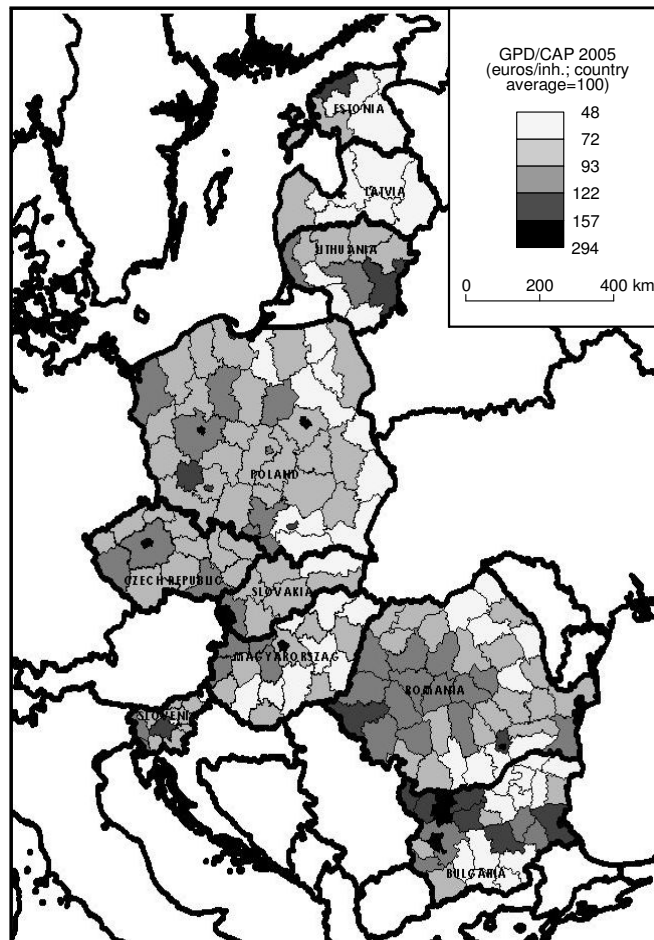 GPD/CAP 2005
(euros/inh.; country
average=100)
48
72
93
122
157
294
0 200 400 km
ESTONIA
LATVIA
LITHUANIA
POLAND
CZECH REPUBLIC
SLOVAKIA
MAGYARORSZAG
ROMANIA
SLOVENI
BULGARIA